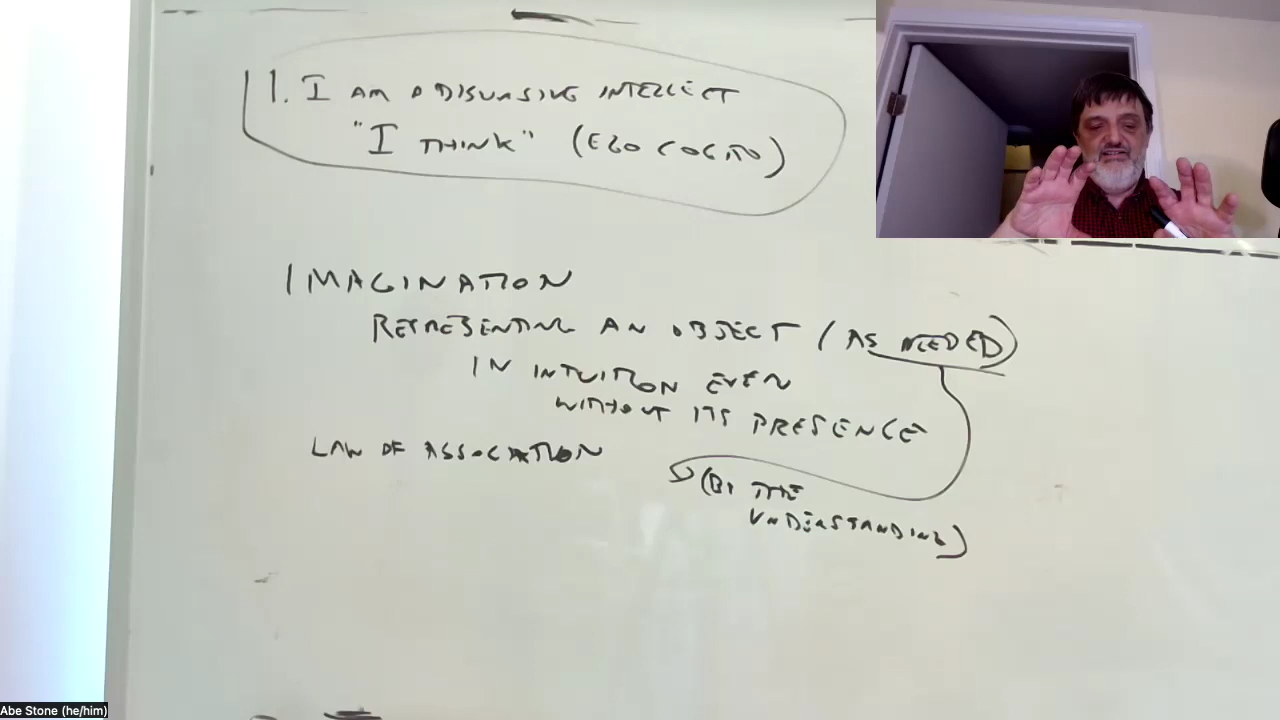 1. I AM A DISCURSIVE INTELLECT
"I THINK" (EGO COGITO)
IMAGINATION
REPRESENTING AN OBJECT (AS NEEDED)
IN INTUITION EVEN
WITHOUT ITS PRESENCE
LAW OF ASSOCIATION
(BY THE
UNDERSTANDING)
Abe Stone (he/him)